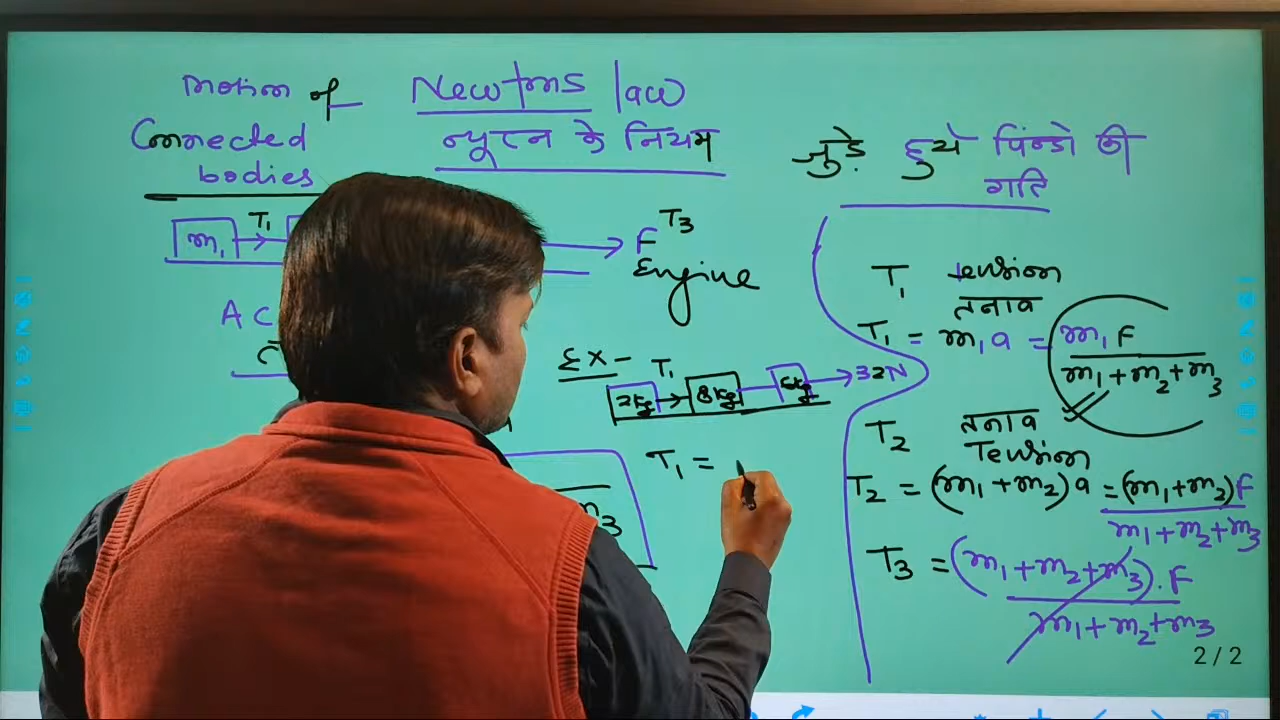 Motion of
Connected
bodies
Newtons law
न्यूटन के नियम
जुड़े हुये पिंन्डो की
गति
m₁ T₁
F T₃
Engine
AC
Ex-
T₁
2kg 8kg 6kg 32N
T₁ =
T₁ tension
तनाव
T₁ = m₁a = m₁F
m₁+m₂+m₃
T₂ तनाव
Tension
T₂ = (m₁+m₂)a = (m₁+m₂)F
m₁+m₂+m₃
T₃ = (m₁+m₂+m₃).F
m₁+m₂+m₃
2/2